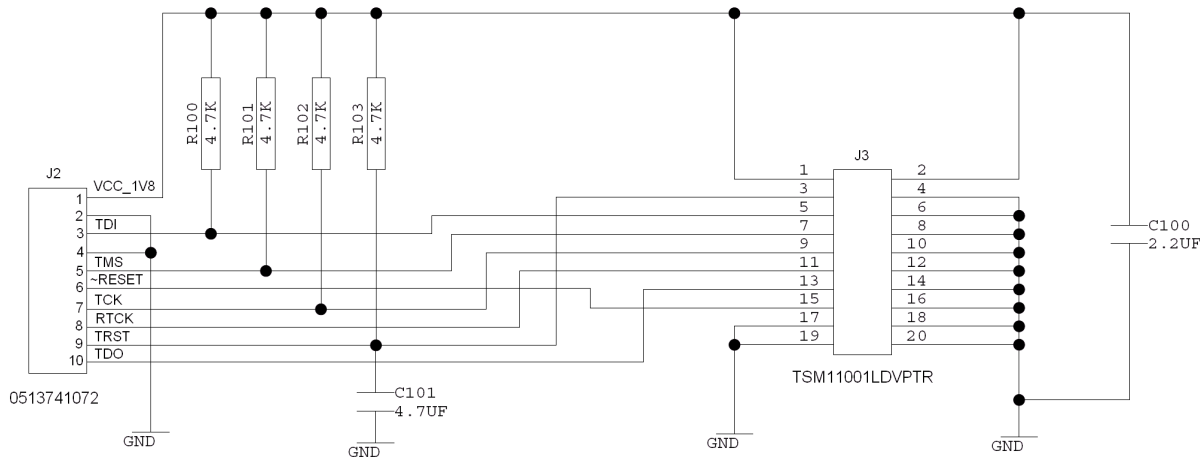 R100
4.7K
R101
4.7K
R102
4.7K
R103
4.7K
J2
VCC_1V8
1
2
TDI
3
4
TMS
5
~RESET
6
TCK
7
RTCK
8
TRST
9
TDO
10
0513741072
GND
C101
4.7UF
GND
J3
1 2
3 4
5 6
7 8
9 10
11 12
13 14
15 16
17 18
19 20
TSM11001LDVPTR
GND
GND
C100
2.2UF